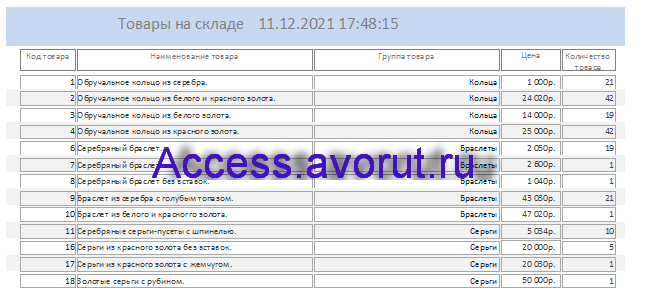 Товары на складе 11.12.2021 17:48:15
Код товара Наименование товара Группа товара Цена Количество товара
1 Обручальное кольцо из серебра. Кольца 1 000р. 21
2 Обручальное кольцо из белого и красного золота. Кольца 24 020р. 42
3 Обручальное кольцо из белого золота. Кольца 14 000р. 19
4 Обручальное кольцо из красного золота. Кольца 25 000р. 42
6 Серебряный браслет. Браслеты 2 050р. 19
7 Серебряный Браслеты 2 600р. 1
Access.avorut.ru
8 Серебряный браслет без вставок. Браслеты 1 040р. 1
9 Браслет из серебра с голубым топазом. Браслеты 43 030р. 21
10 Браслет из белого и красного золота. Браслеты 47 020р. 1
11 Серебряные серьги-пусеты с шпинелью. Серьги 5 034р. 10
16 Серьги из красного золота без вставок. Серьги 20 000р. 5
17 Серьги из красного золота с жемчугом. Серьги 20 030р. 1
18 Золотые серьги с рубином. Серьги 50 000р. 1